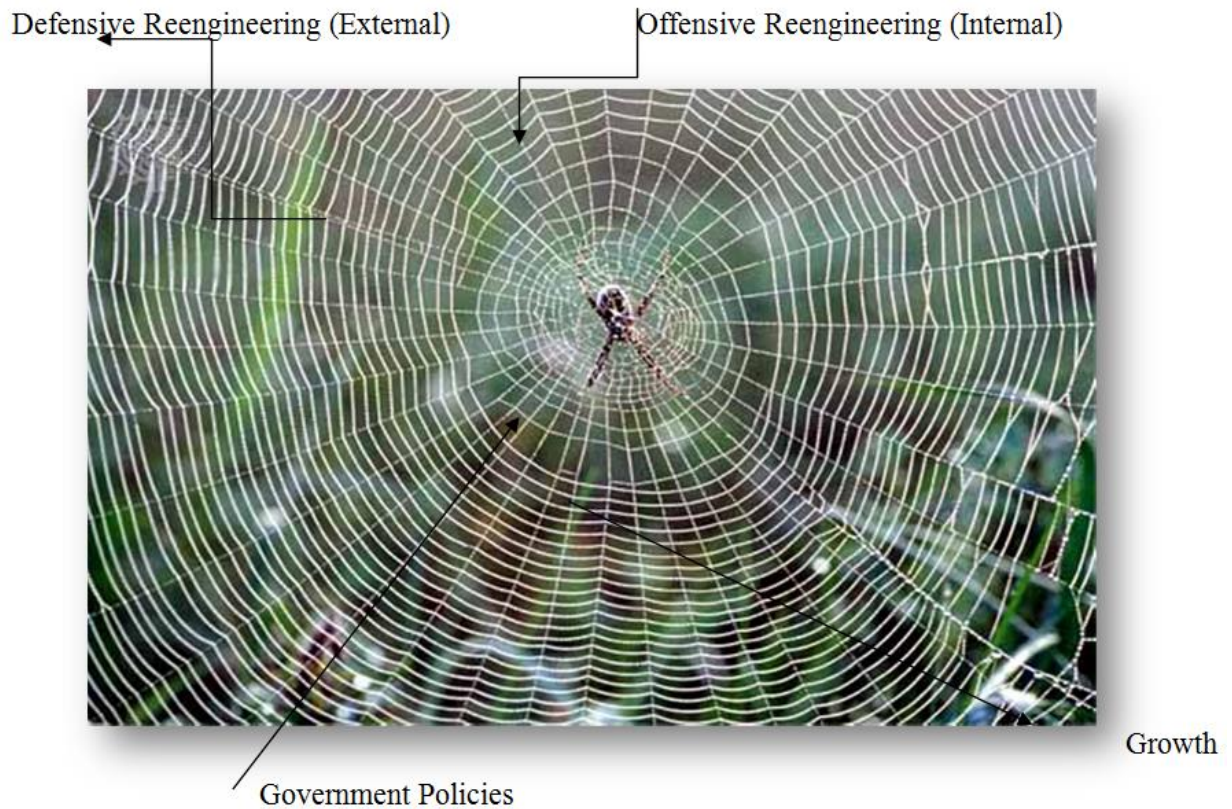 Defensive Reengineering (External)
Offensive Reengineering (Internal)
Growth
Government Policies